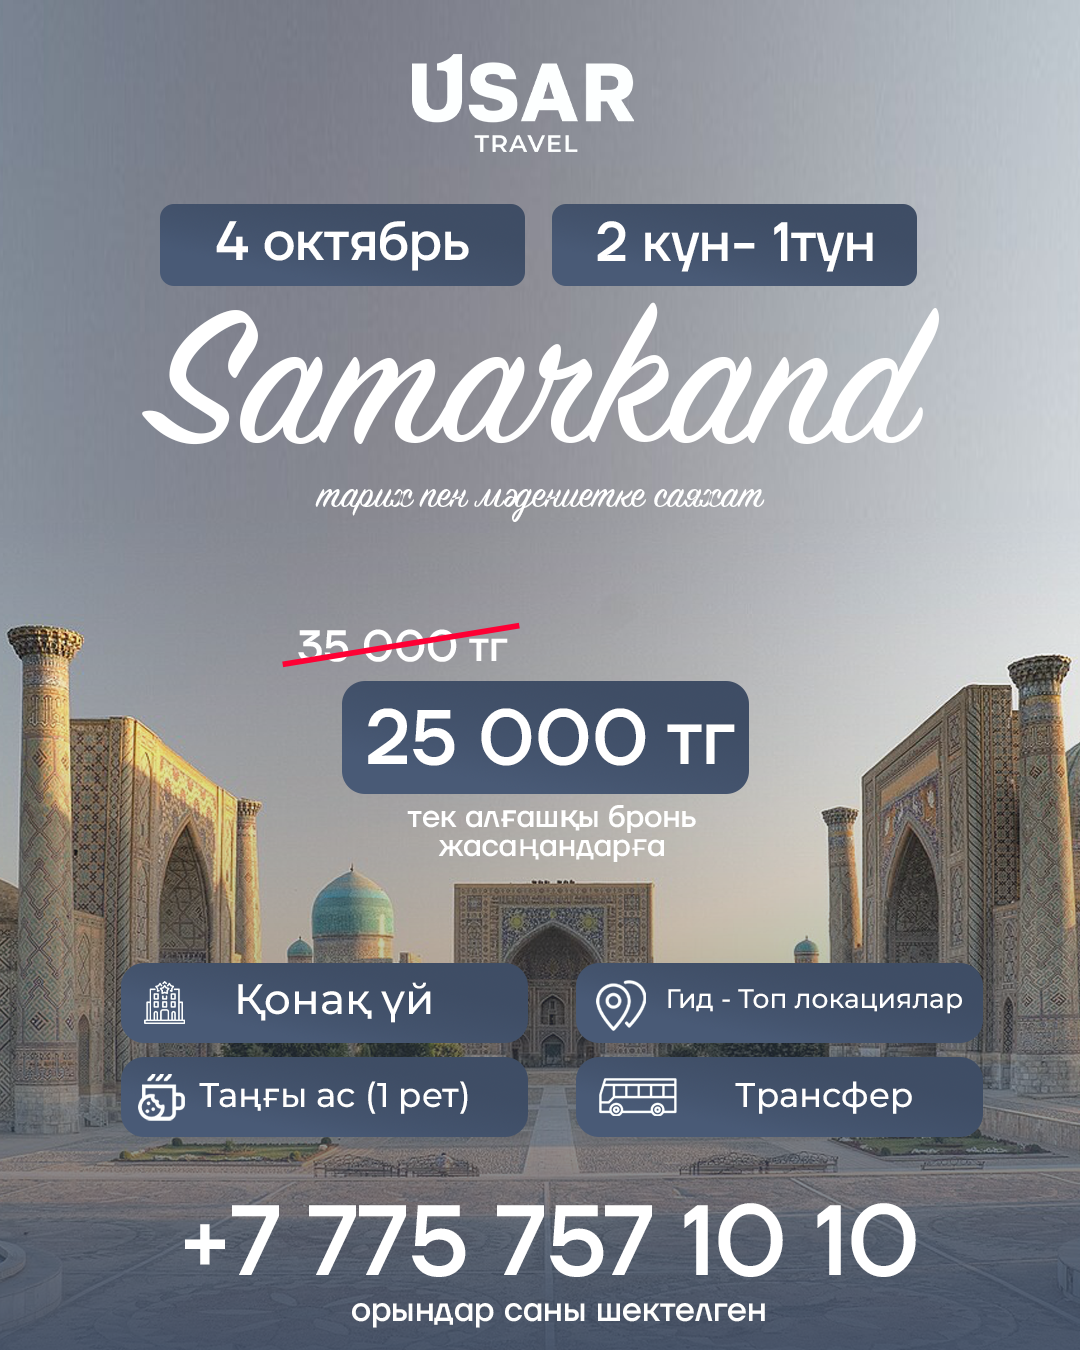 USAR
TRAVEL
4 октябрь
2 күн- 1түн
Samarkand
тарих пен мәдениетке саяхат
35 000 тг
25 000 тг
тек алғашқы бронь
жасаңандарға
Қонақ үй
Гид - Топ локациялар
Таңғы ас (1 рет)
Трансфер
+7 775 757 10 10
орындар саны шектелген